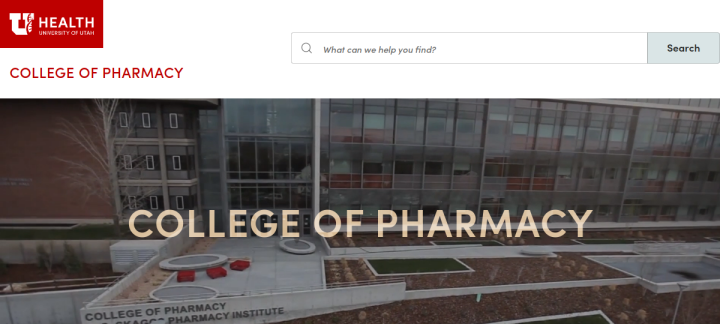 HEALTH
UNIVERSITY OF UTAH
What can we help you find?
Search
COLLEGE OF PHARMACY
COLLEGE OF PHARMACY
COLLEGE OF PHARMACY
SKAGGS PHARMACY INSTITUTE